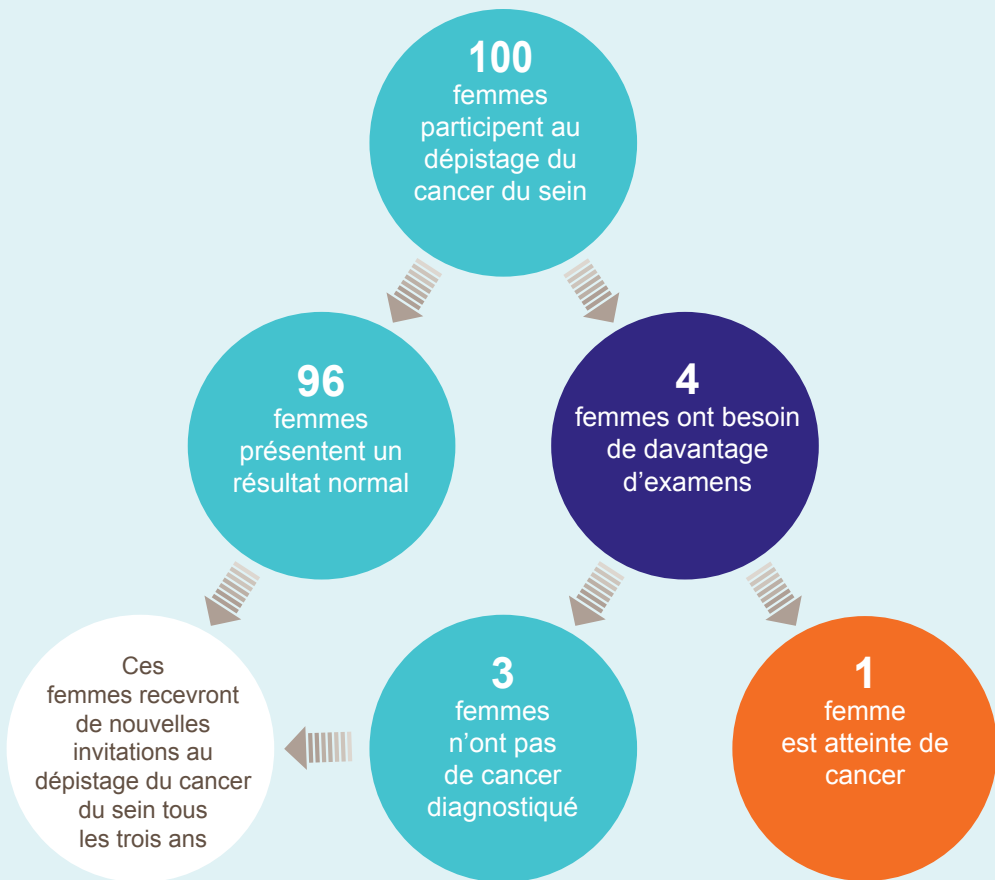 100
femmes
participent au
dépistage du
cancer du sein
96
femmes
présentent un
résultat normal
4
femmes ont besoin
de davantage
d’examens
Ces
femmes recevront
de nouvelles
invitations au
dépistage du cancer
du sein tous
les trois ans
3
femmes
n’ont pas
de cancer
diagnostiqué
1
femme
est atteinte de
cancer